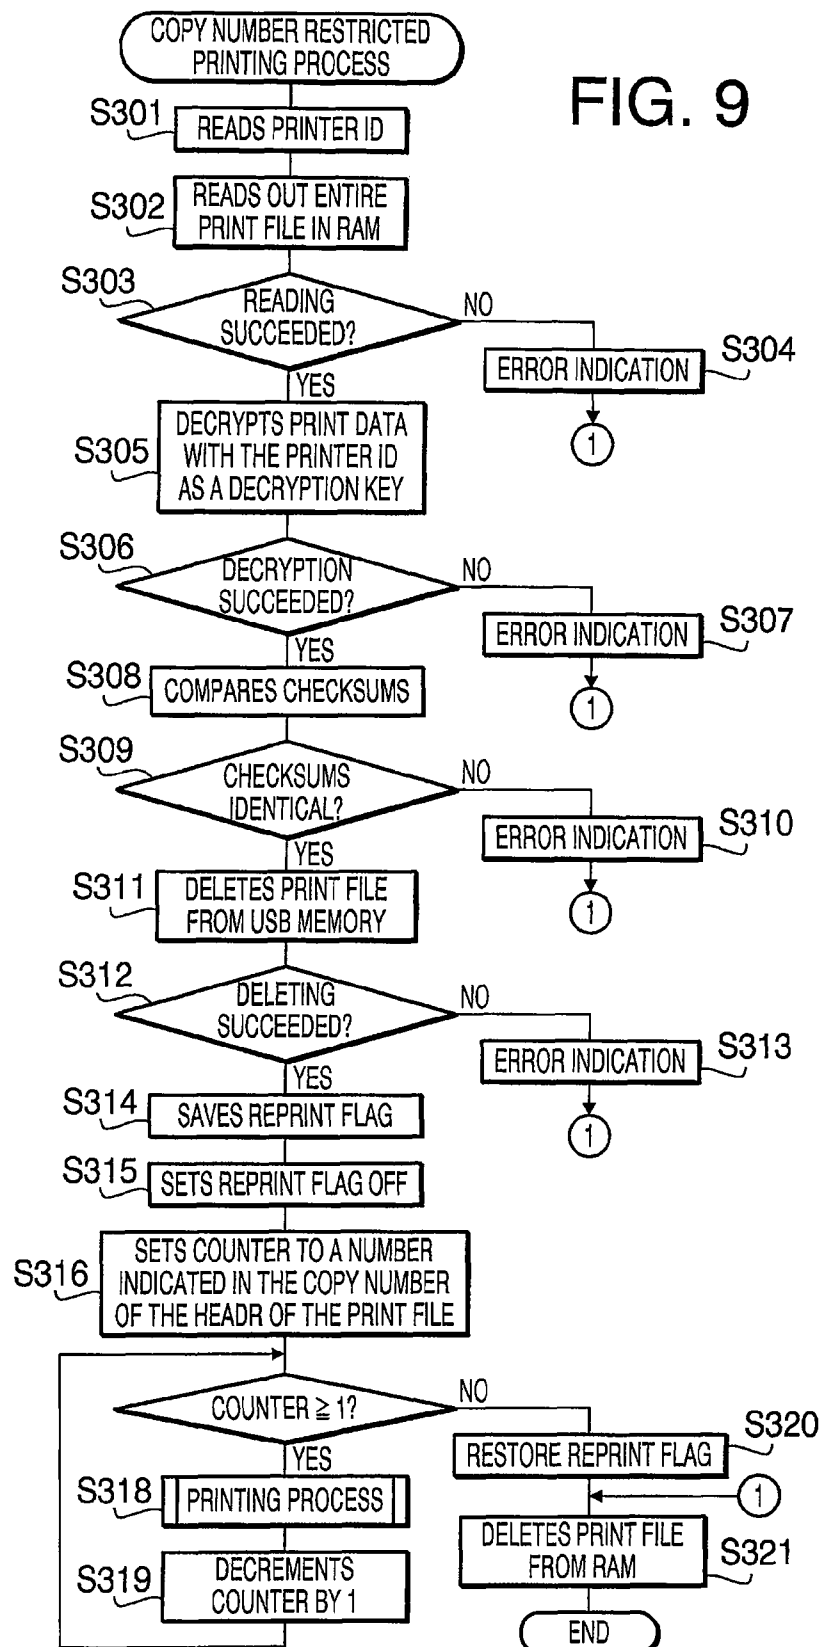 COPY NUMBER RESTRICTED
PRINTING PROCESS
FIG. 9
S301
READS PRINTER ID
S302
READS OUT ENTIRE
PRINT FILE IN RAM
S303
READING
SUCCEEDED?
NO
S304
ERROR INDICATION
1
YES
S305
DECRYPTS PRINT DATA
WITH THE PRINTER ID
AS A DECRYPTION KEY
S306
DECRYPTION
SUCCEEDED?
NO
S307
ERROR INDICATION
1
YES
S308
COMPARES CHECKSUMS
S309
CHECKSUMS
IDENTICAL?
NO
S310
ERROR INDICATION
1
YES
S311
DELETES PRINT FILE
FROM USB MEMORY
S312
DELETING
SUCCEEDED?
NO
S313
ERROR INDICATION
1
YES
S314
SAVES REPRINT FLAG
S315
SETS REPRINT FLAG OFF
S316
SETS COUNTER TO A NUMBER
INDICATED IN THE COPY NUMBER
OF THE HEADR OF THE PRINT FILE
COUNTER ≧ 1?
NO
S320
RESTORE REPRINT FLAG
YES
S318
PRINTING PROCESS
1
S319
DECREMENTS
COUNTER BY 1
DELETES PRINT FILE
FROM RAM
S321
END